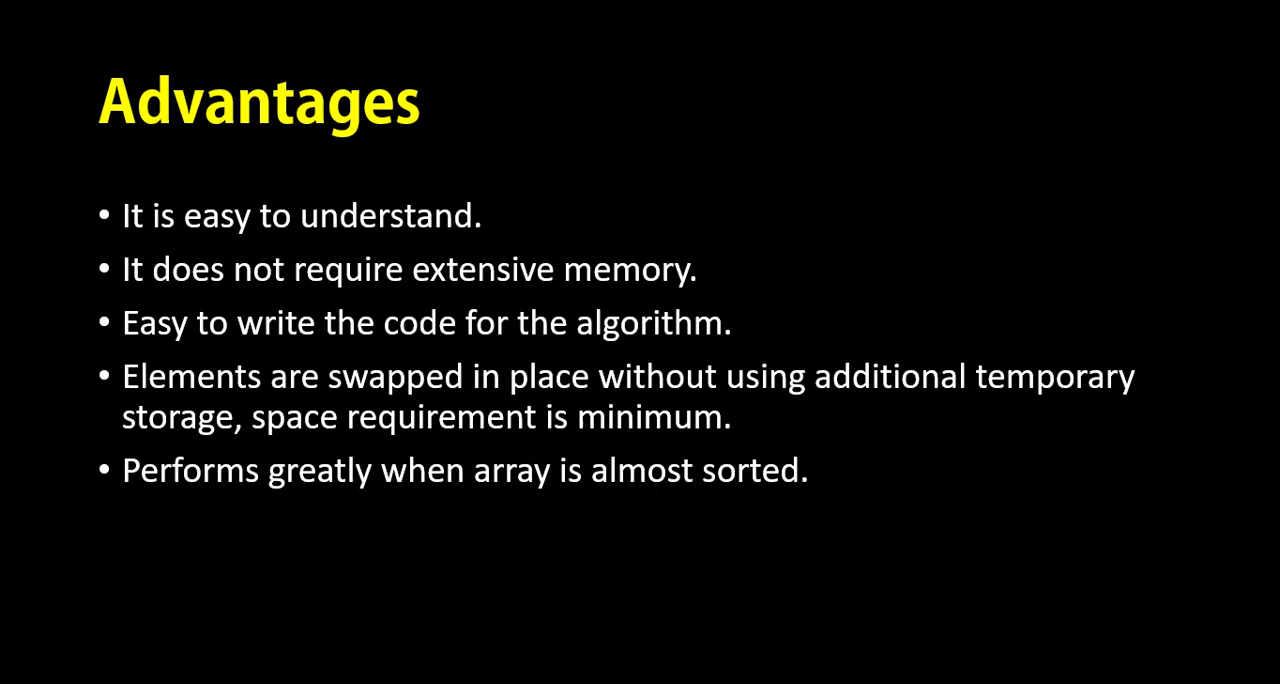 Advantages
• It is easy to understand.
• It does not require extensive memory.
• Easy to write the code for the algorithm.
• Elements are swapped in place without using additional temporary
storage, space requirement is minimum.
• Performs greatly when array is almost sorted.